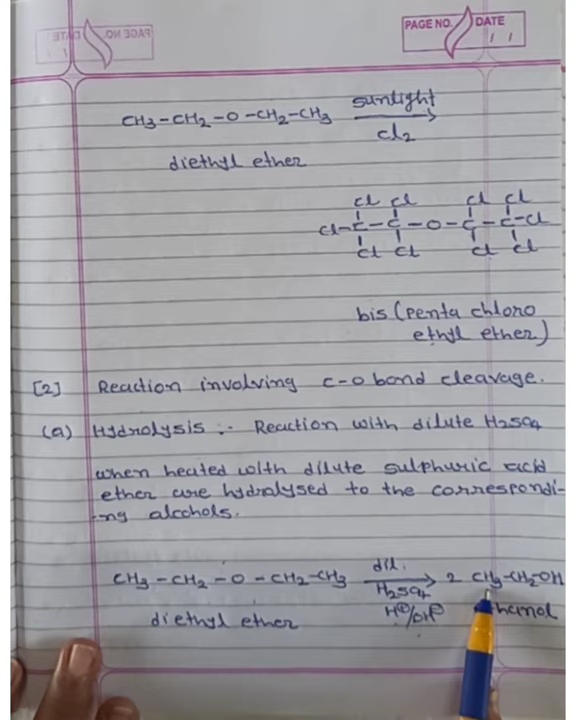 PAGE NO. DATE
/ /
CH3-CH2-O-CH2-CH3 sunlight
Cl2
diethyl ether
Cl Cl Cl Cl
Cl-C-C-O-C-C-Cl
Cl Cl Cl Cl
bis (penta chloro
ethyl ether)
[2] Reaction involving c-o bond cleavage.
(a) Hydrolysis :- Reaction with dilute H2SO4
when heated with dilute sulphuric acid
ether are hydrolysed to the correspondi-
-ng alcohols.
dil.
CH3-CH2-O-CH2-CH3 → 2 CH3-CH2-OH
H2SO4
diethyl ether H⊕/OH⊖